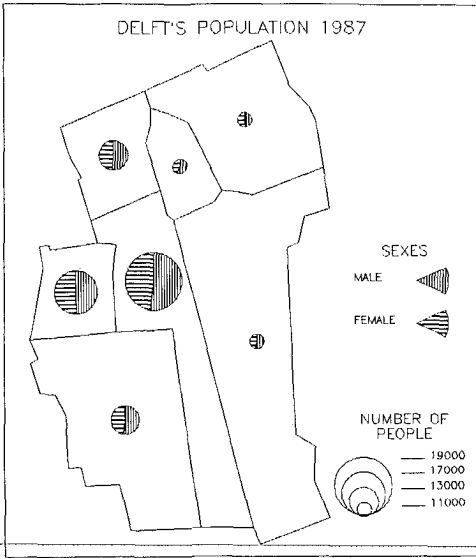 DELFT'S POPULATION 1987
SEXES
MALE
FEMALE
NUMBER OF
PEOPLE
19000
17000
13000
11000